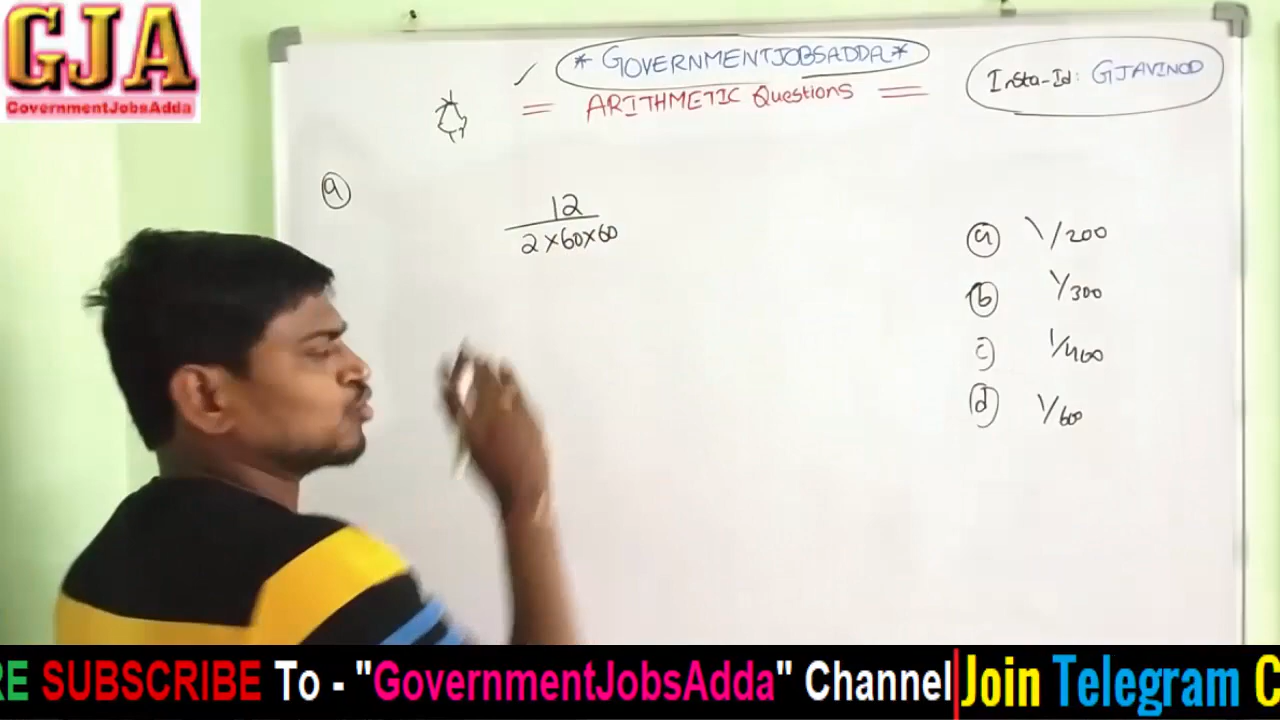 GJA
GovernmentJobsAdda
* GOVERNMENTJOBSADDA *
= ARITHMETIC Questions =
Insta-Id: GJAVINOD
12
2×60×60
(a) 1/200
(b) 1/300
(c) 1/400
(d) 1/60
RE SUBSCRIBE To - "GovernmentJobsAdda" Channel
Join Telegram C